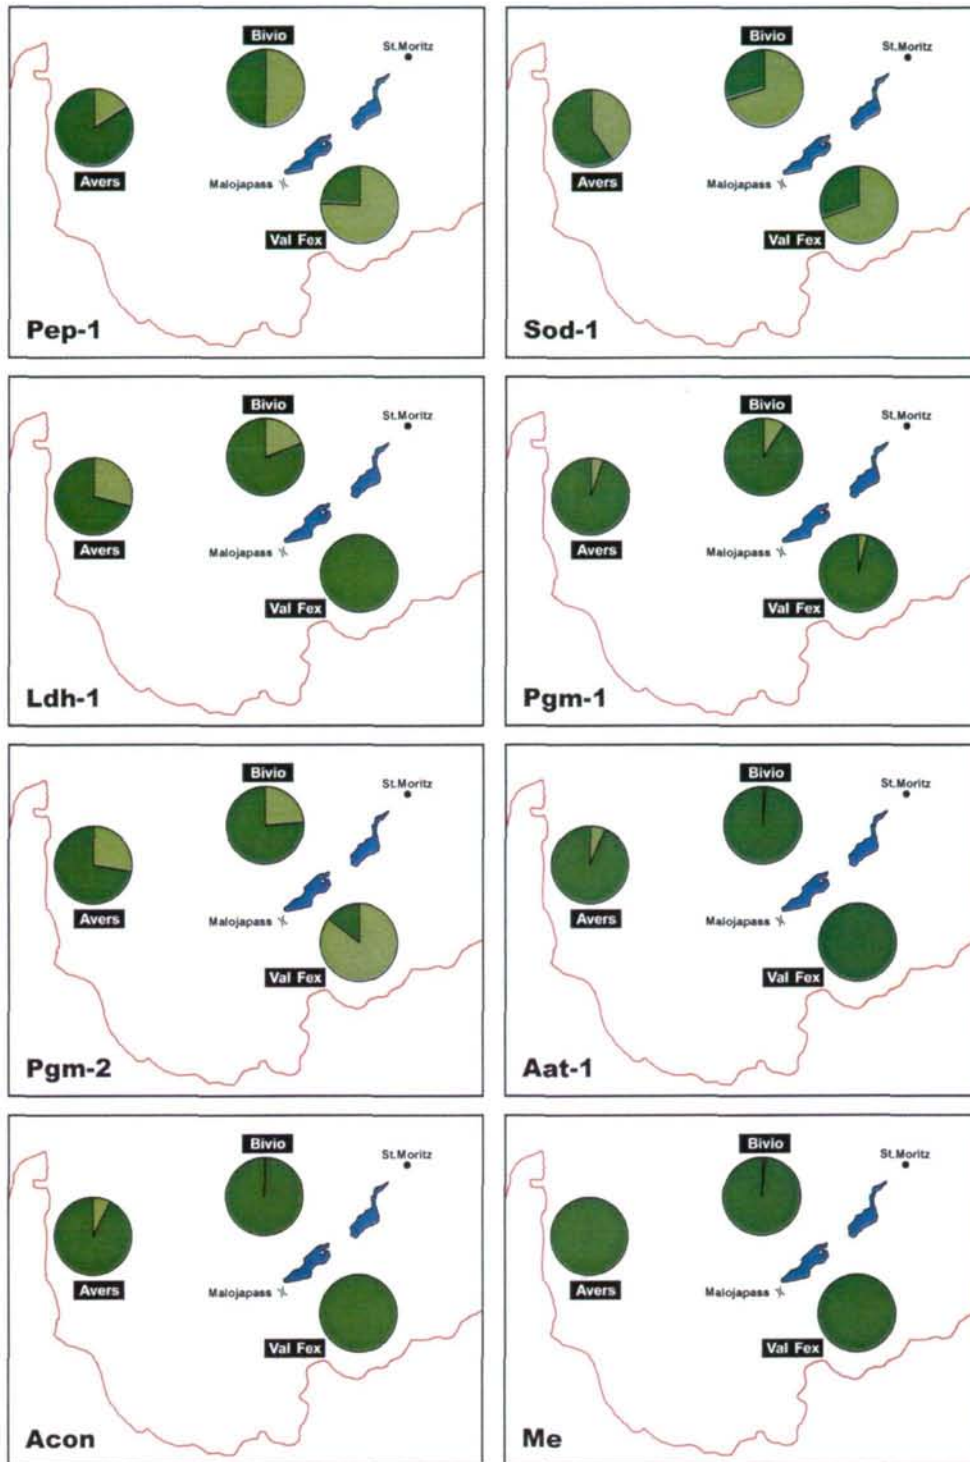 Bivio
St.Moritz
Avers
Malojapass
Val Fex
Pep-1
Bivio
St.Moritz
Avers
Malojapass
Val Fex
Sod-1
Bivio
St.Moritz
Avers
Malojapass
Val Fex
Ldh-1
Bivio
St.Moritz
Avers
Malojapass
Val Fex
Pgm-1
Bivio
St.Moritz
Avers
Malojapass
Val Fex
Pgm-2
Bivio
St.Moritz
Avers
Malojapass
Val Fex
Aat-1
Bivio
St.Moritz
Avers
Malojapass
Val Fex
Acon
Bivio
St.Moritz
Avers
Malojapass
Val Fex
Me